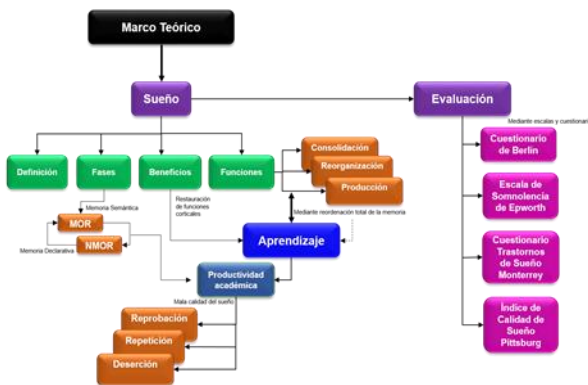 Marco Teórico
Sueño
Evaluación
Mediante escalas y cuestionari
Definición
Fases
Beneficios
Funciones
Consolidación
Reorganización
Producción
Cuestionario
de Berlín
Escala de
Somnolencia
de Epworth
Cuestionario
Trastornos de
Sueño
Monterrey
Índice de
Calidad de
Sueño
Pittsburg
Memoria Semántica
Restauración
de funciones
corticales
Mediante reordenación total de la memoria
MOR
NMOR
Memoria Declarativa
Aprendizaje
Productividad
académica
Mala calidad del sueño
Reprobación
Repetición
Deserción